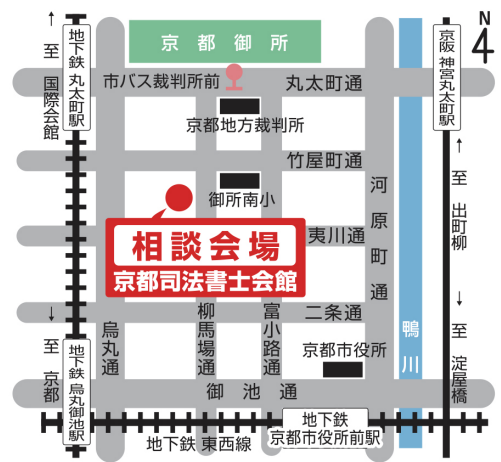 京都御所
N
至 国際会館
地下鉄 丸太町駅
市バス裁判所前
丸太町通
京阪 神宮丸太町駅
京都地方裁判所
竹屋町通
至 出町柳
御所南小
河原町通
相談会場
京都司法書士会館
夷川通
二条通
烏丸通
柳馬場通
富小路通
京都市役所
鴨川
至 淀屋橋
至 京都
地下鉄 烏丸御池駅
御池通
地下鉄
京都市役所前駅
地下鉄 東西線